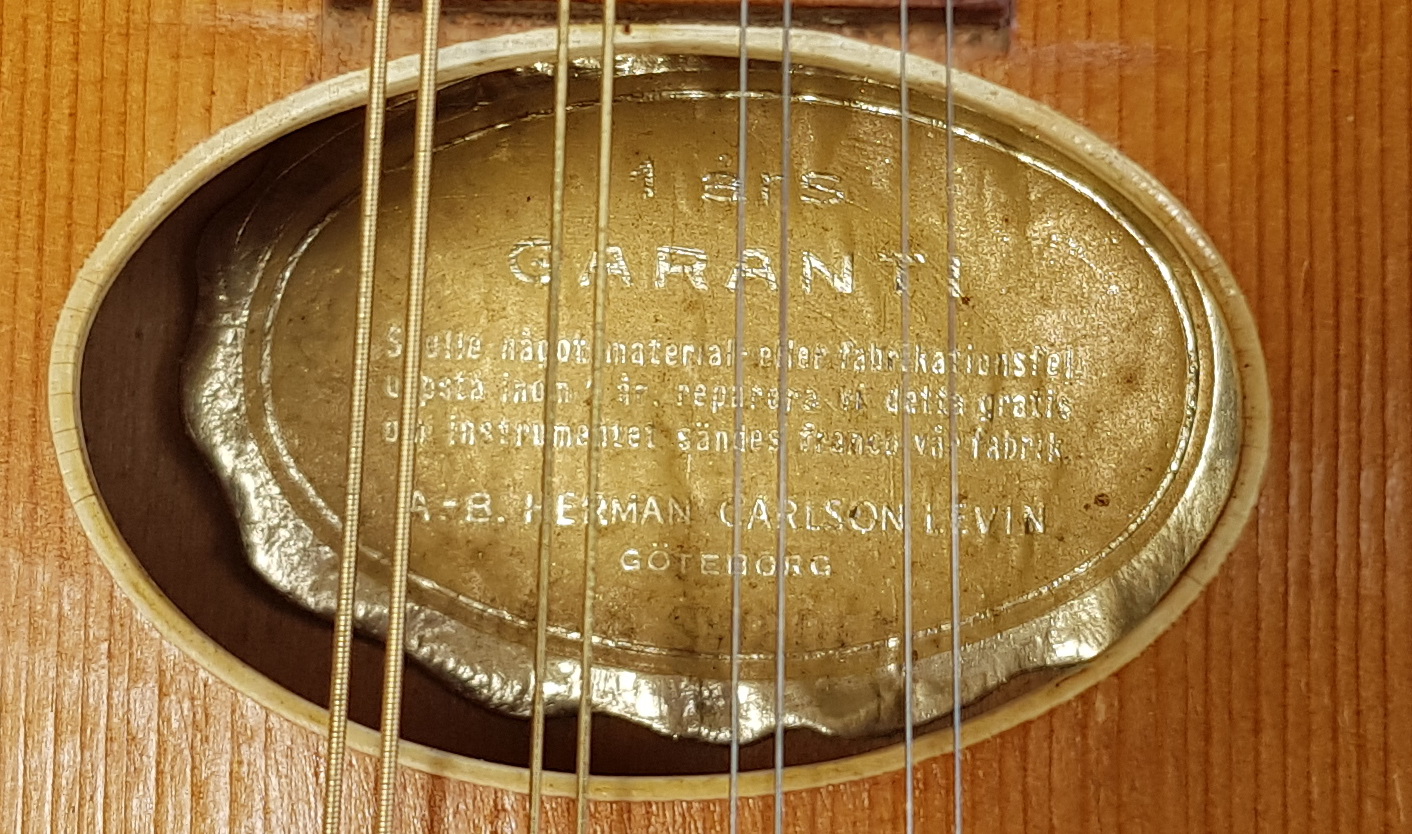 1 års
GARANTI
Skulle något material- eller fabrikationsfel
uppstå inom 1 år, reparera vi detta gratis
om instrumentet sändes franco vår fabrik.
A.-B. HERMAN CARLSON LEVIN
GÖTEBORG